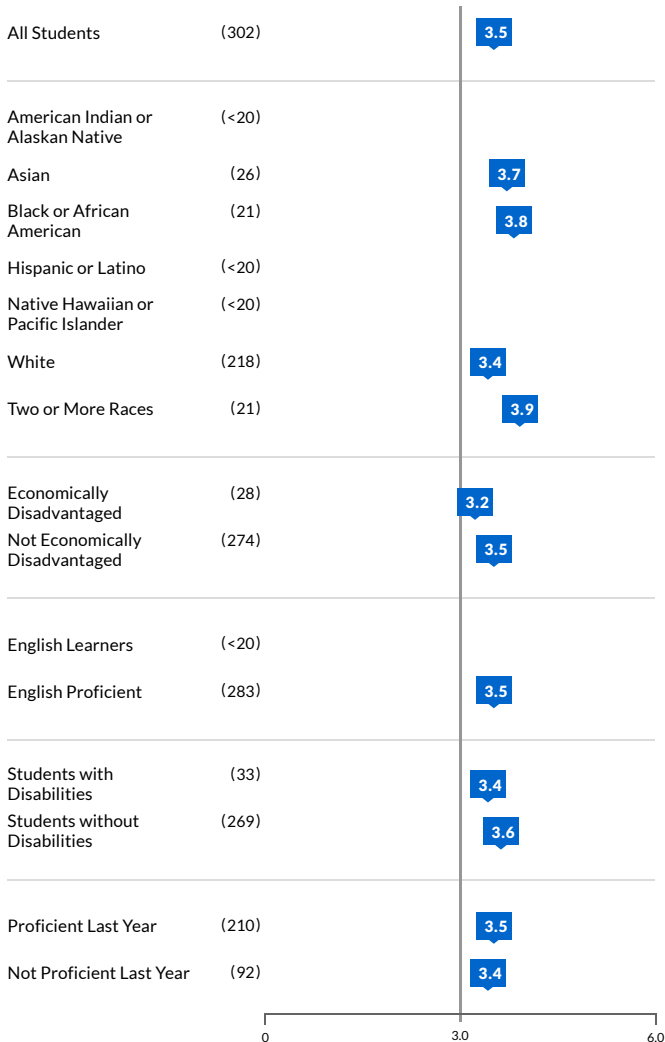 All Students (302) 3.5
American Indian or (<20)
Alaskan Native
Asian (26) 3.7
Black or African (21) 3.8
American
Hispanic or Latino (<20)
Native Hawaiian or (<20)
Pacific Islander
White (218) 3.4
Two or More Races (21) 3.9
Economically (28) 3.2
Disadvantaged
Not Economically (274) 3.5
Disadvantaged
English Learners (<20)
English Proficient (283) 3.5
Students with (33) 3.4
Disabilities
Students without (269) 3.6
Disabilities
Proficient Last Year (210) 3.5
Not Proficient Last Year (92) 3.4
0 3.0 6.0